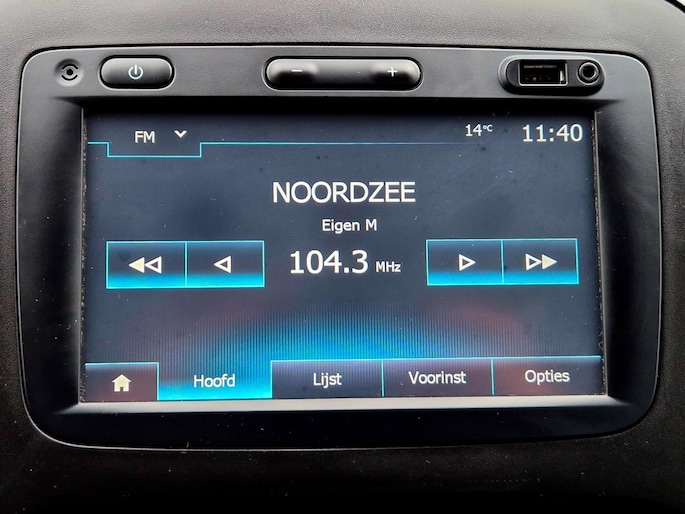 FM
14°C
11:40
NOORDZEE
Eigen M
104.3 MHz
Hoofd
Lijst
Voorinst
Opties